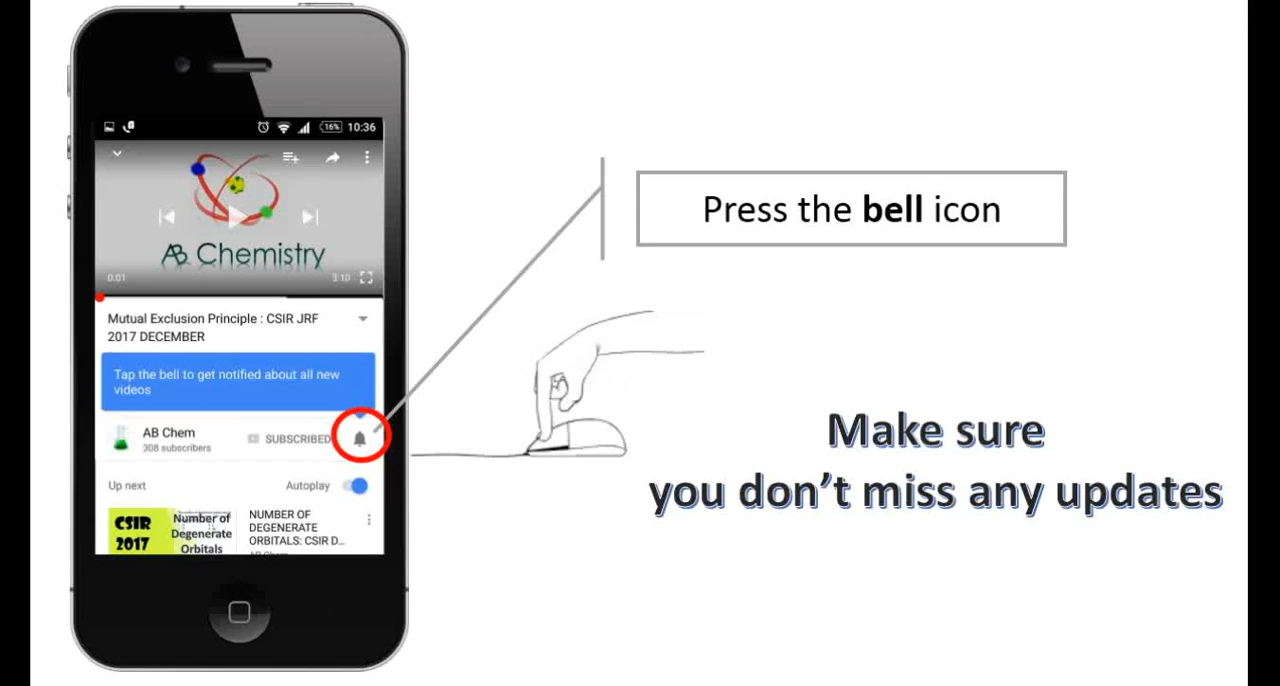 16% 10:36
AB Chemistry
0:01
3:10
Mutual Exclusion Principle : CSIR JRF
2017 DECEMBER
Tap the bell to get notified about all new
videos
AB Chem
308 subscribers
SUBSCRIBED
Up next
Autoplay
CSIR
2017
Number of
Degenerate
Orbitals
NUMBER OF
DEGENERATE
ORBITALS: CSIR D...
Press the bell icon
Make sure
you don't miss any updates